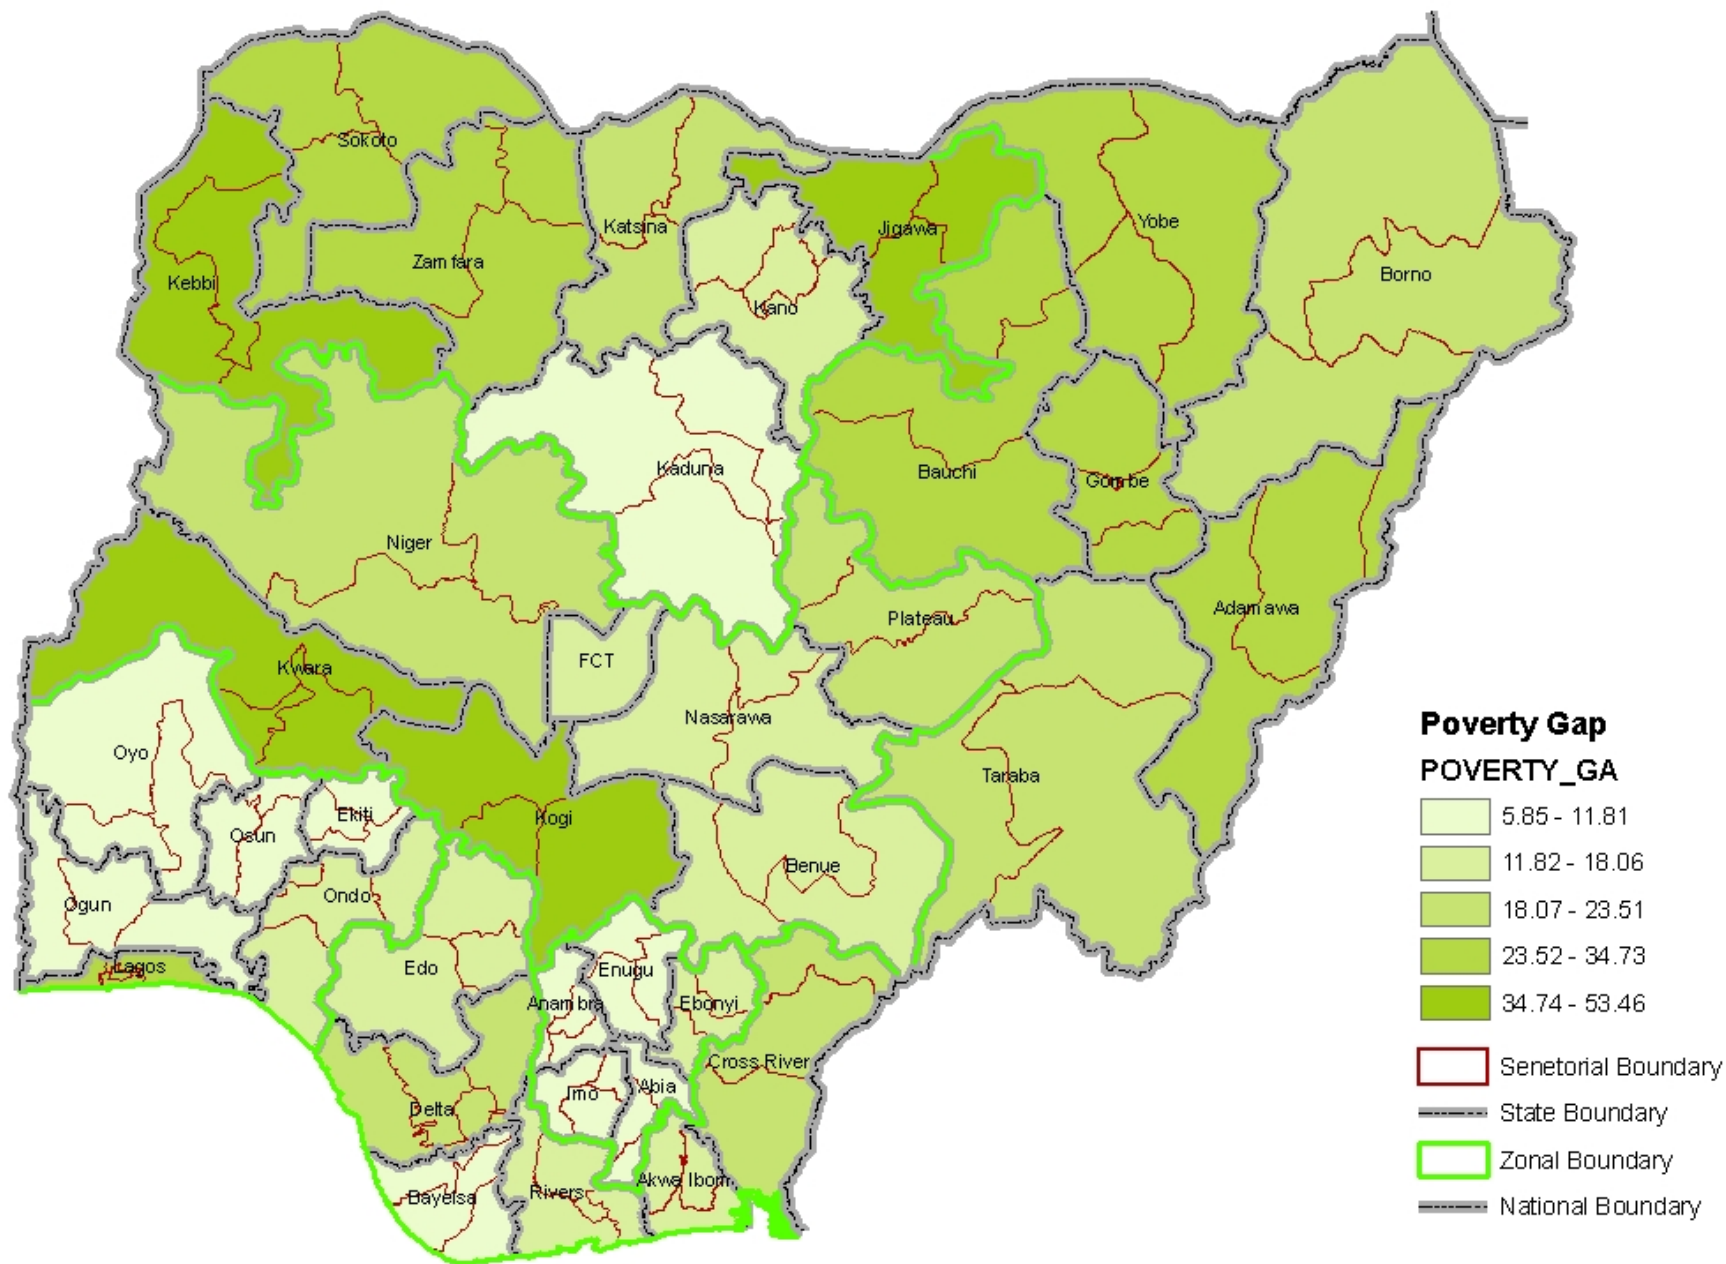 Sokoto
Katsina
Jigawa
Yobe
Zamfara
Kebbi
Borno
Kano
Kaduna
Bauchi
Gombe
Niger
Adamawa
Plateau
FCT
Kwara
Nasarawa
Oyo
Taraba
Ekiti
Kogi
Osun
Benue
Ondo
Ogun
Lagos
Edo
Enugu
Anambra
Ebonyi
Cross River
Abia
Imo
Delta
Akwa Ibom
Rivers
Bayelsa
Poverty Gap
POVERTY_GA
5.85 - 11.81
11.82 - 18.06
18.07 - 23.51
23.52 - 34.73
34.74 - 53.46
Senetorial Boundary
State Boundary
Zonal Boundary
National Boundary